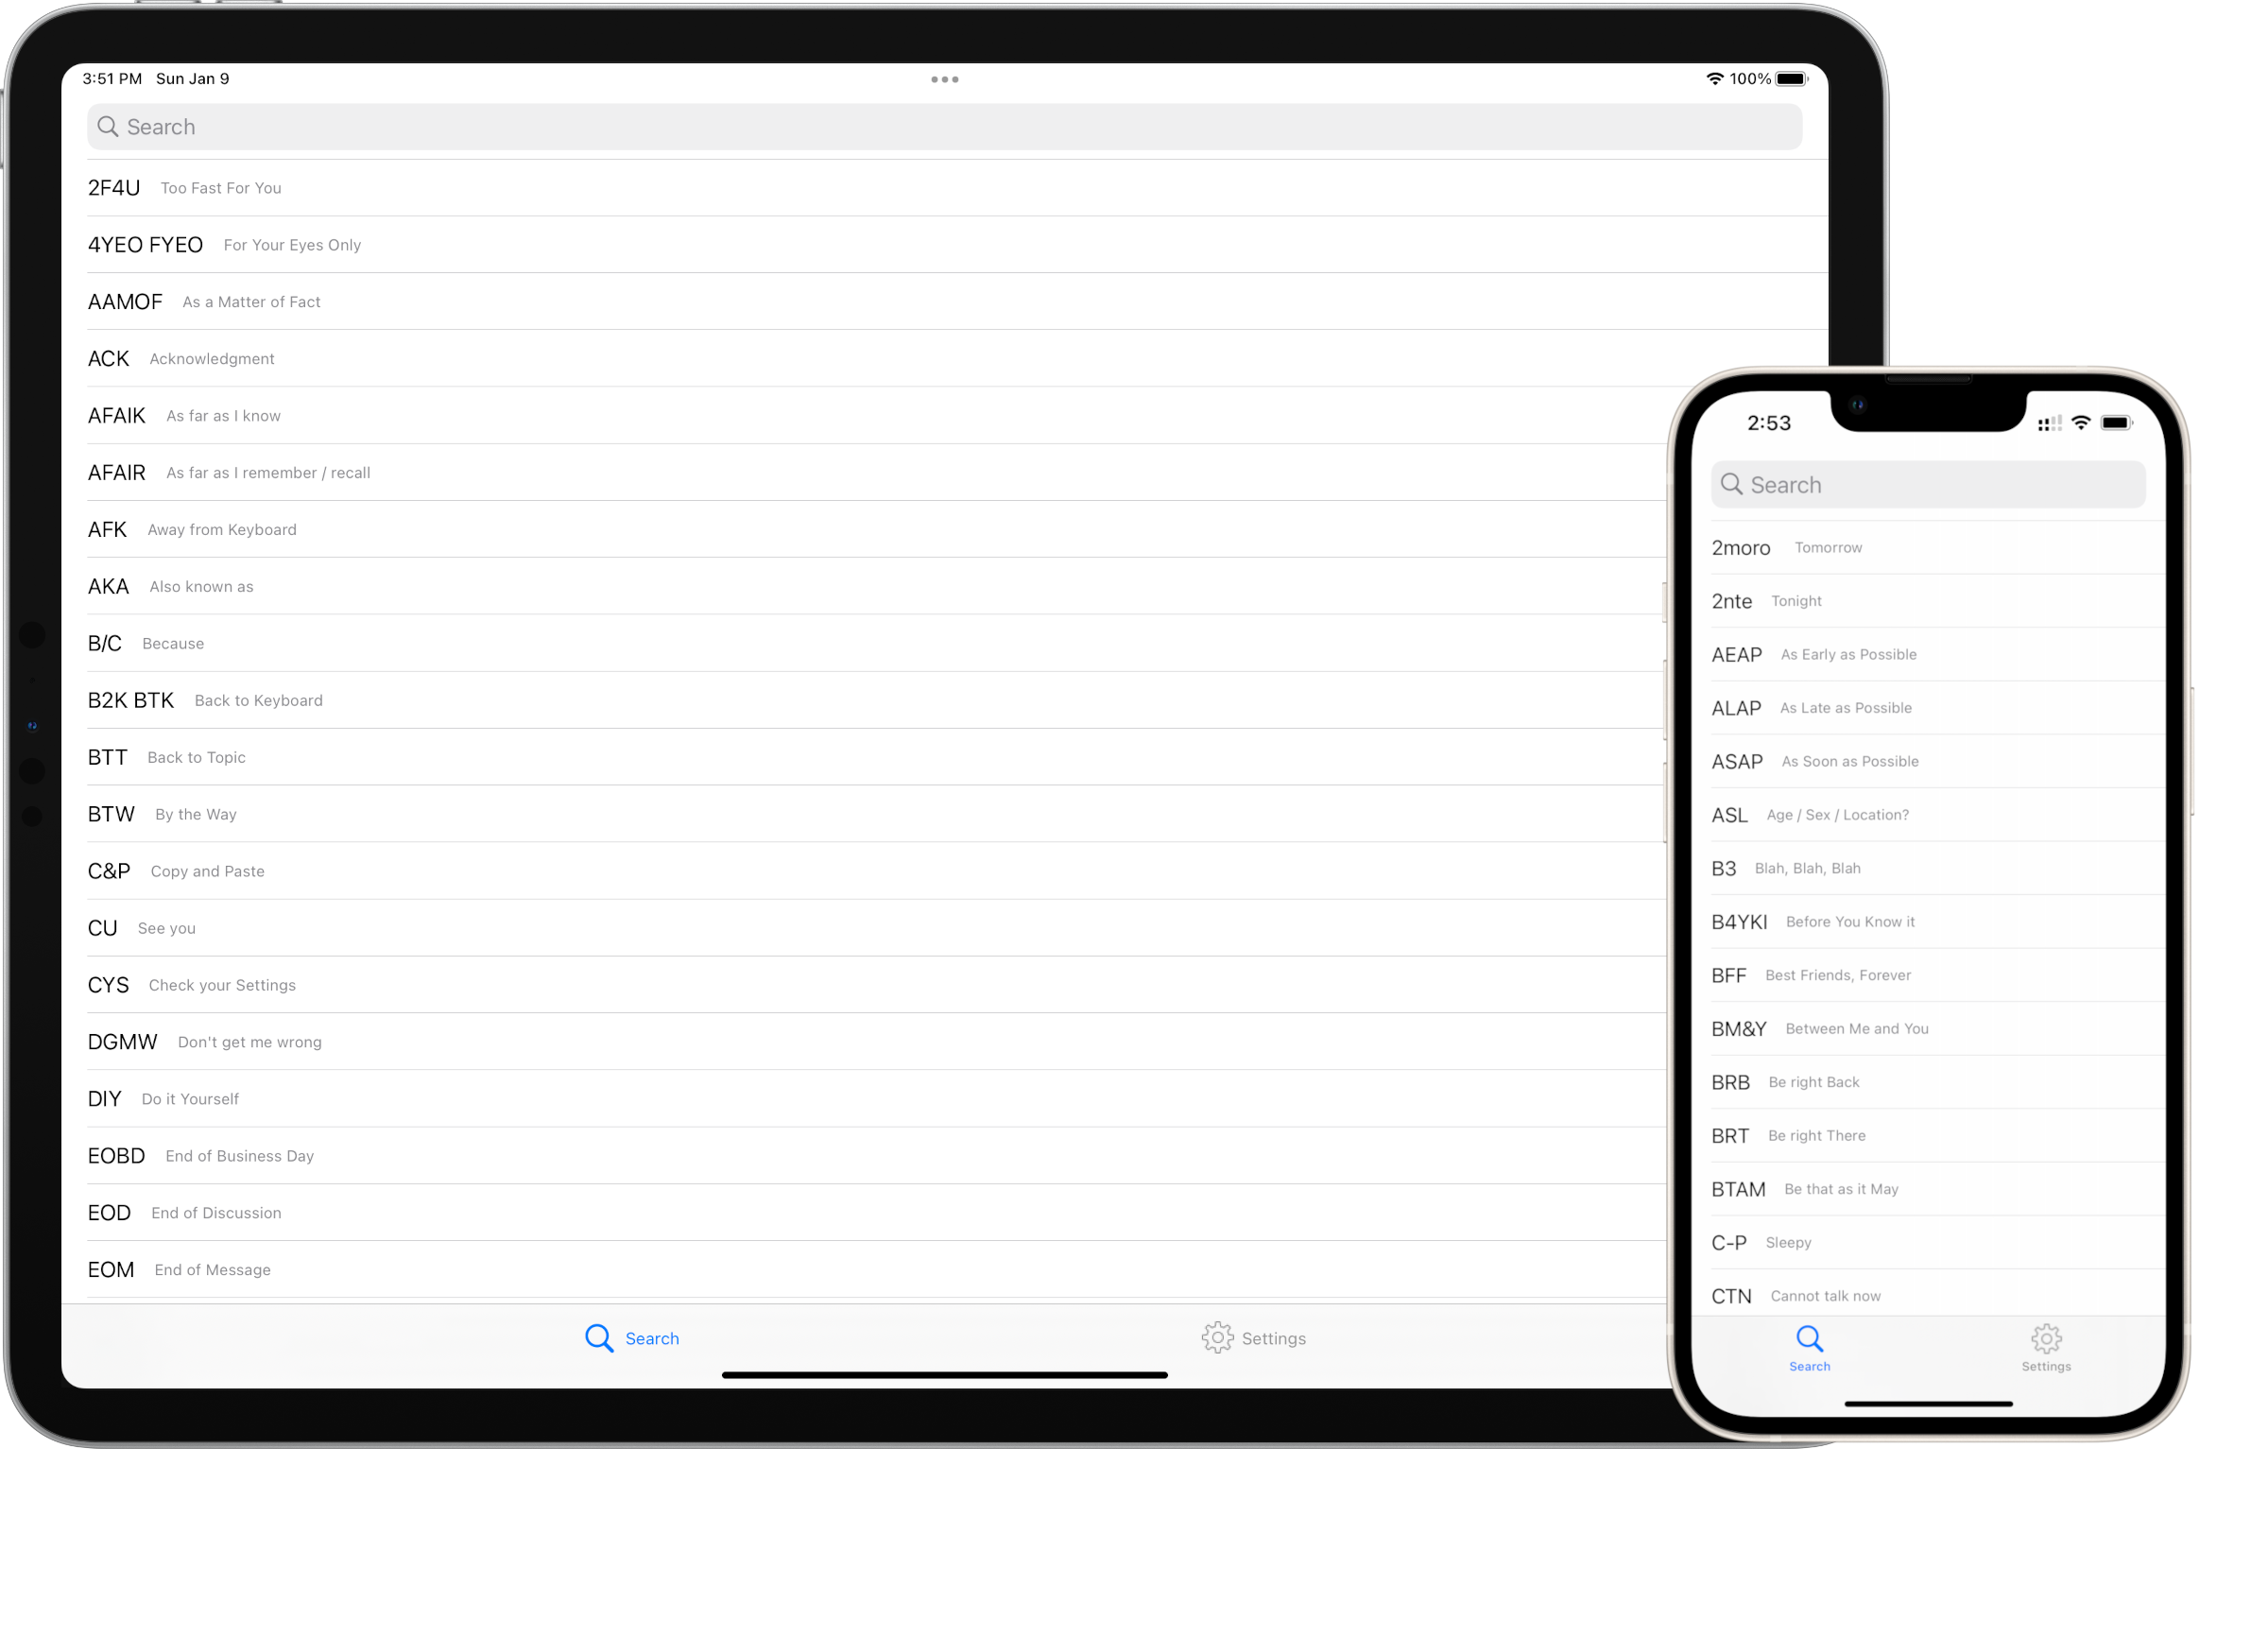 3:51 PM Sun Jan 9 100%
Search
2F4U Too Fast For You
4YEO FYEO For Your Eyes Only
AAMOF As a Matter of Fact
ACK Acknowledgment
AFAIK As far as I know
AFAIR As far as I remember / recall
AFK Away from Keyboard
AKA Also known as
B/C Because
B2K BTK Back to Keyboard
BTT Back to Topic
BTW By the Way
C&P Copy and Paste
CU See you
CYS Check your Settings
DGMW Don't get me wrong
DIY Do it Yourself
EOBD End of Business Day
EOD End of Discussion
EOM End of Message
Search Settings
2:53
Search
2moro Tomorrow
2nte Tonight
AEAP As Early as Possible
ALAP As Late as Possible
ASAP As Soon as Possible
ASL Age / Sex / Location?
B3 Blah, Blah, Blah
B4YKI Before You Know it
BFF Best Friends, Forever
BM&Y Between Me and You
BRB Be right Back
BRT Be right There
BTAM Be that as it May
C-P Sleepy
CTN Cannot talk now
Search Settings